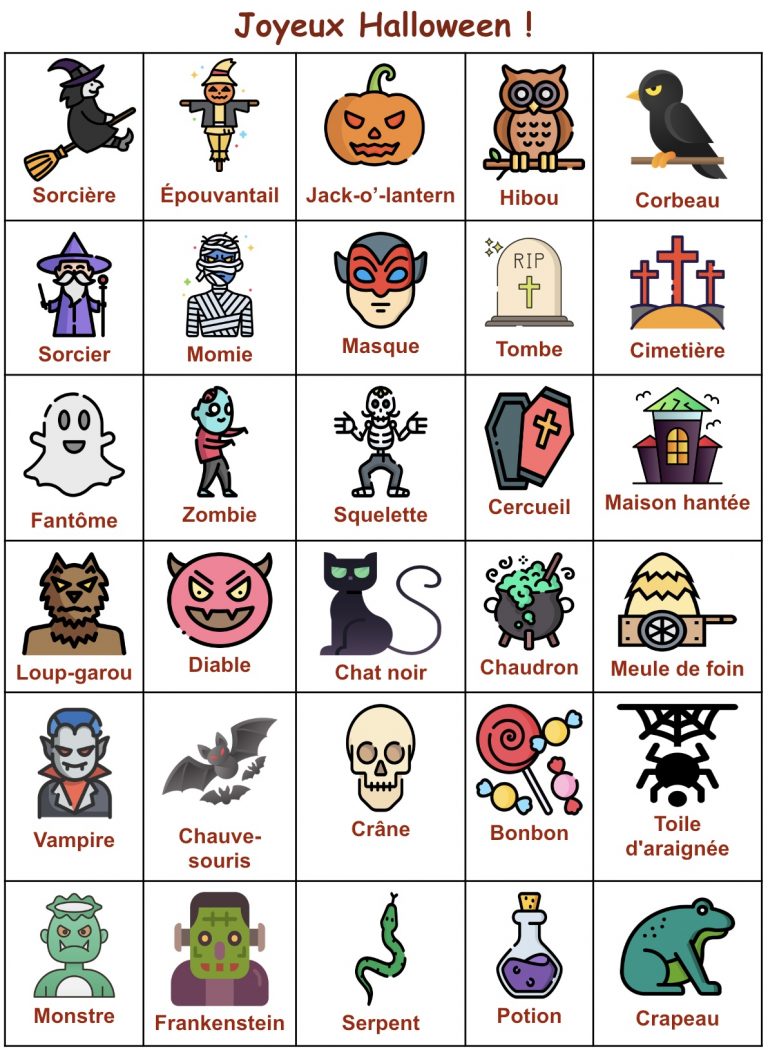 Joyeux Halloween !
Sorcière
Épouvantail
Jack-o’-lantern
Hibou
Corbeau
Sorcier
Momie
Masque
RIP
Tombe
Cimetière
Fantôme
Zombie
Squelette
Cercueil
Maison hantée
Loup-garou
Diable
Chat noir
Chaudron
Meule de foin
Vampire
Chauve-
souris
Crâne
Bonbon
Toile
d'araignée
Monstre
Frankenstein
Serpent
Potion
Crapeau